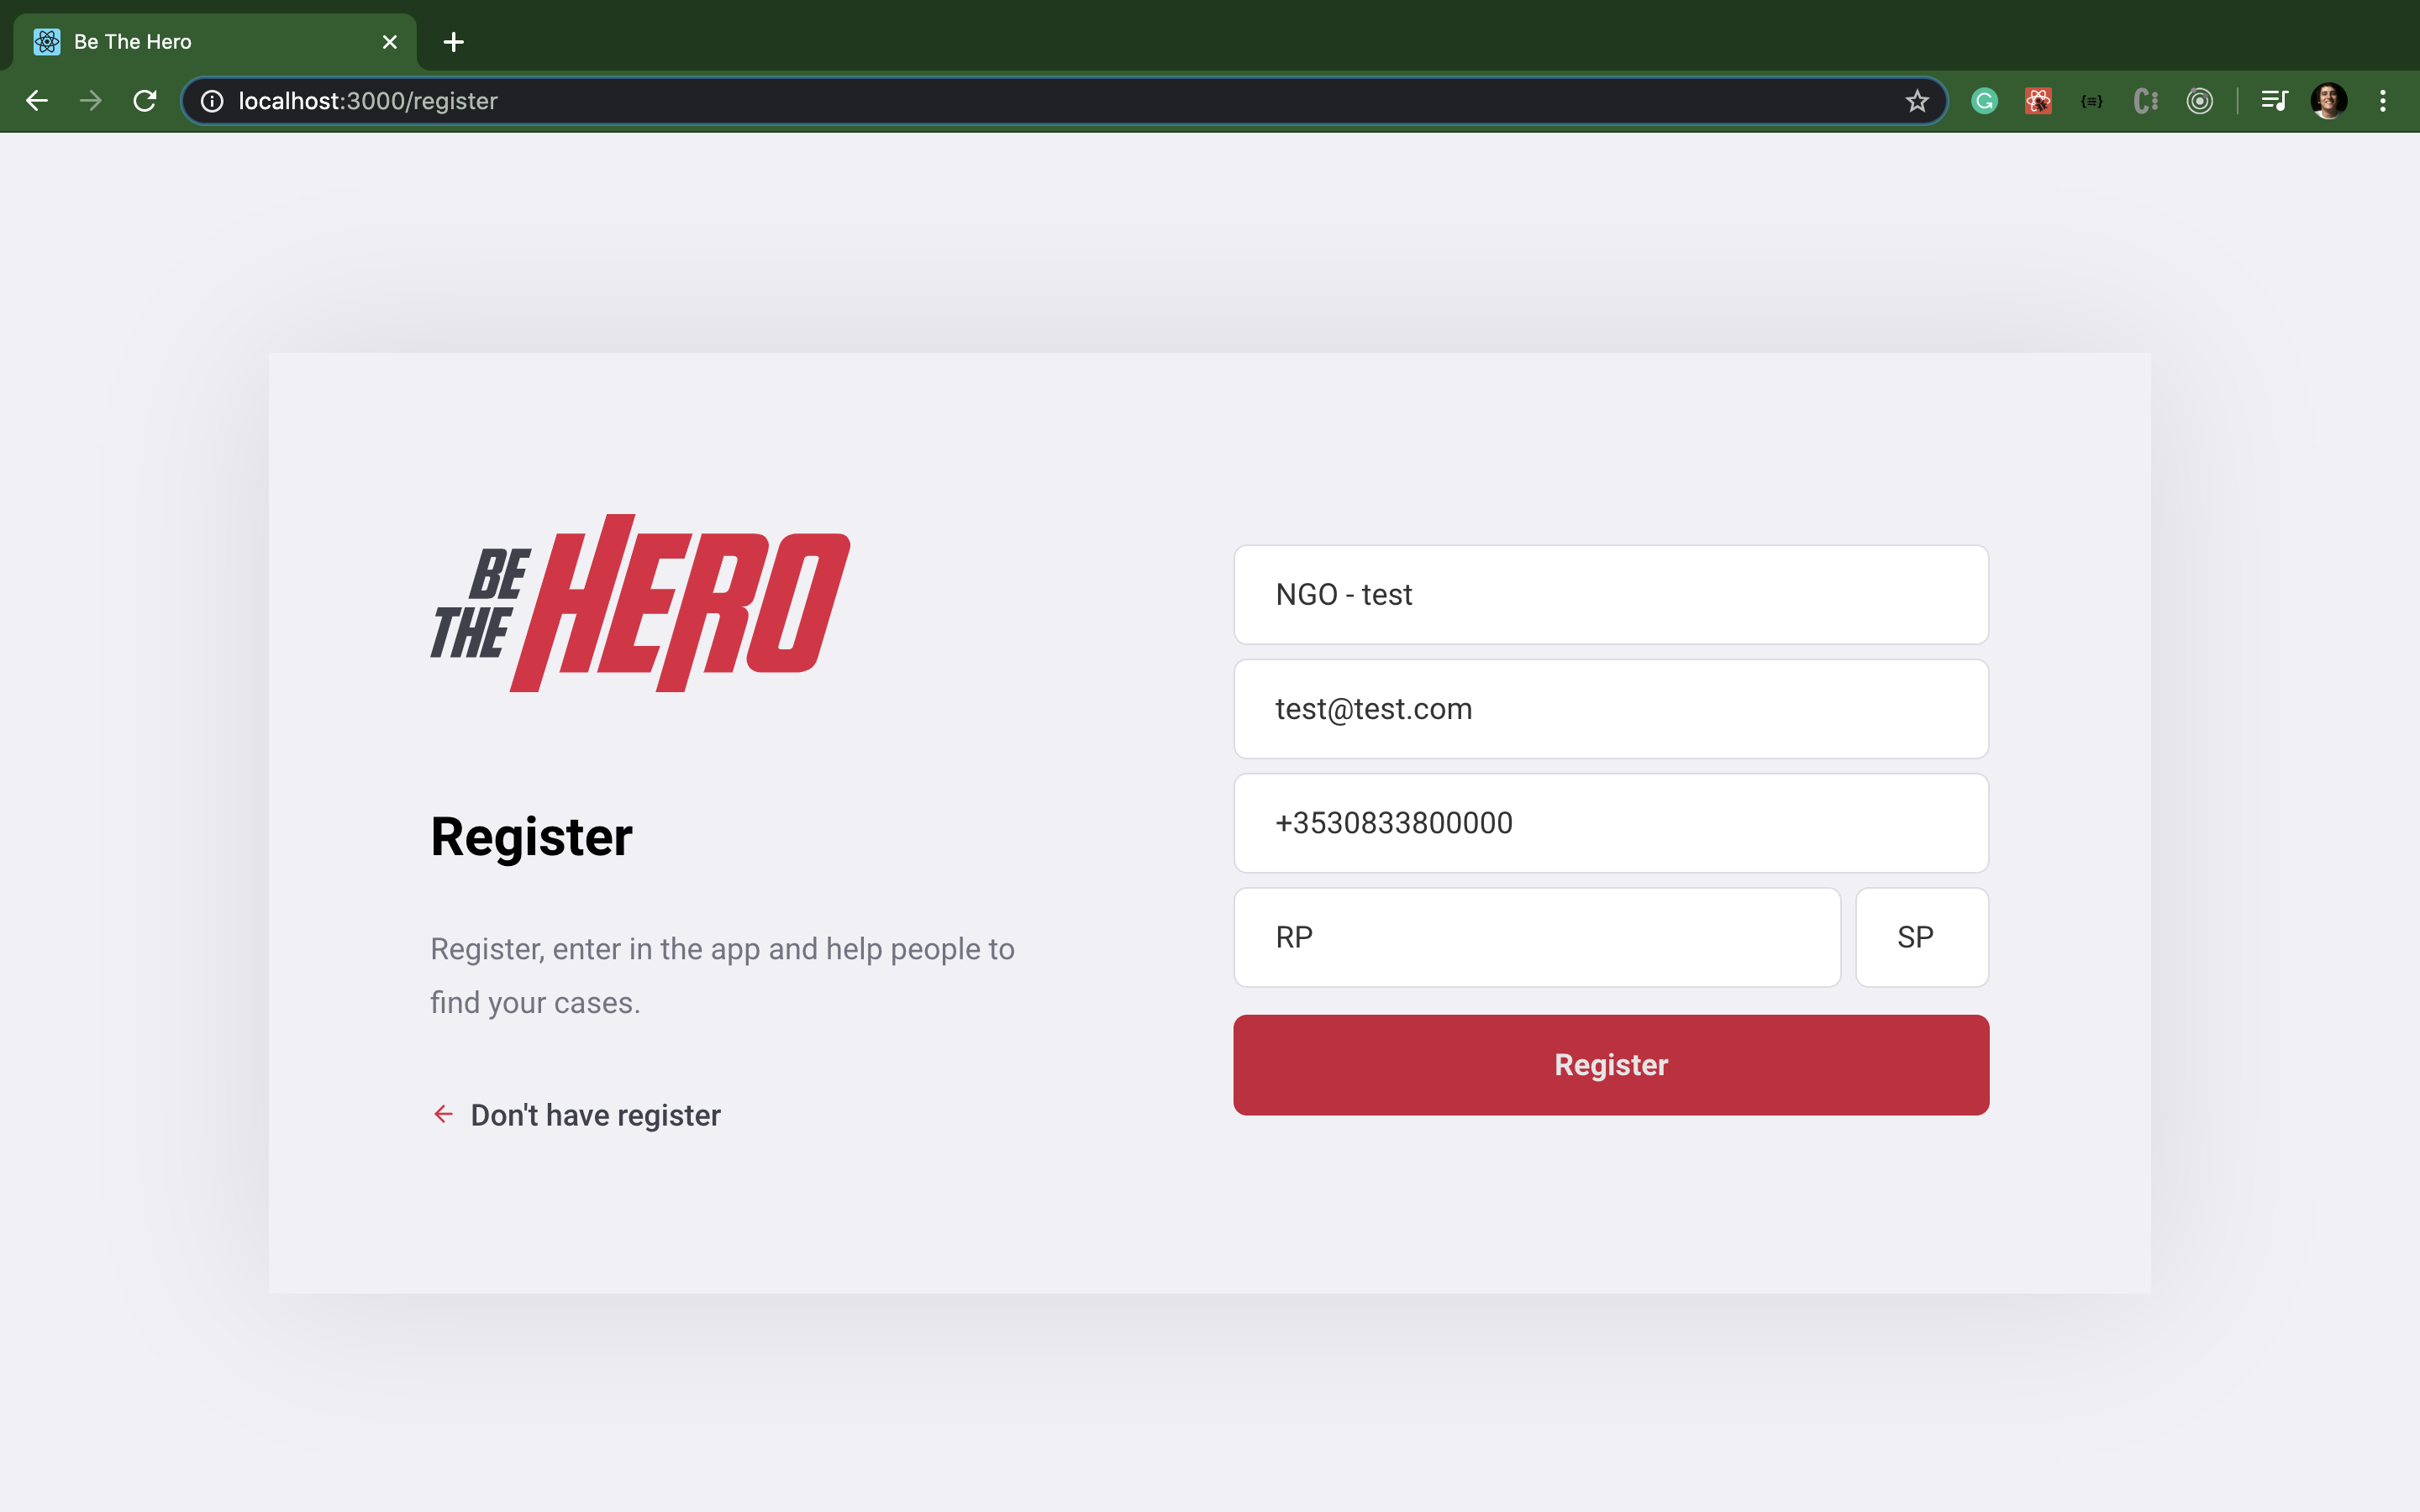 Be The Hero
localhost:3000/register
BE
THE
HERO
Register
Register, enter in the app and help people to
find your cases.
Don't have register
NGO - test
test@test.com
+3530833800000
RP
SP
Register